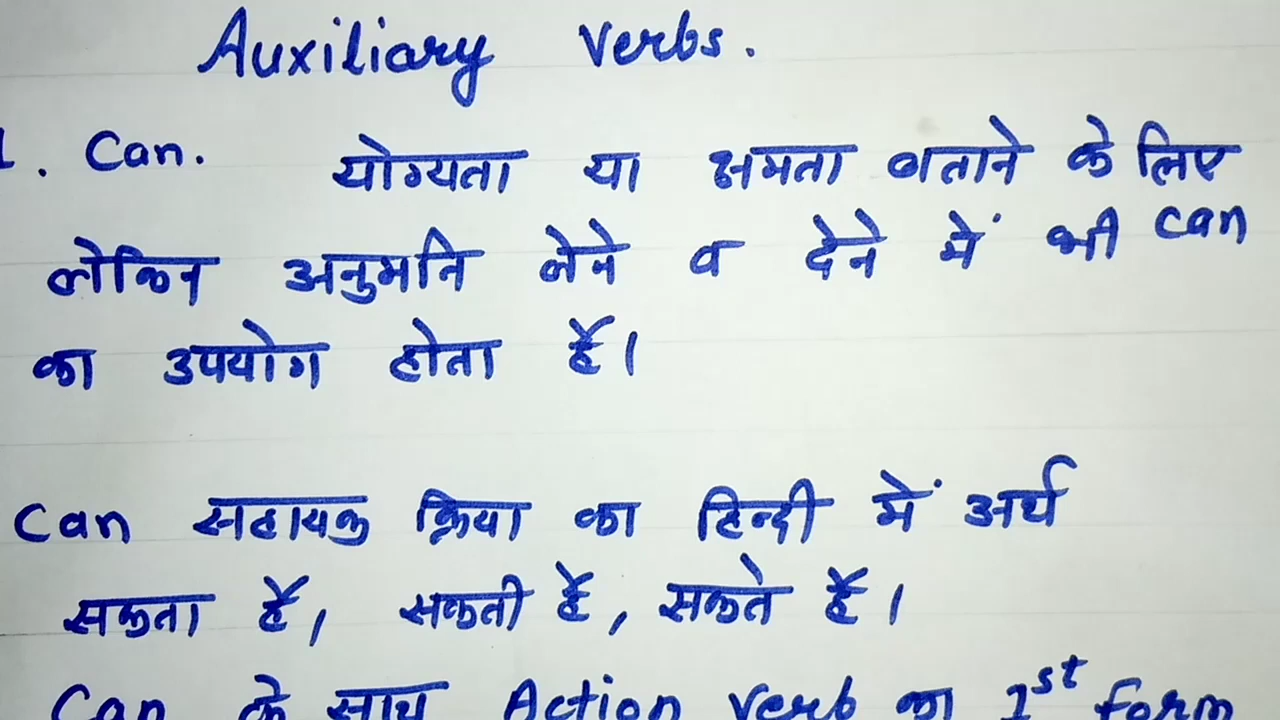 Auxiliary Verbs.
1. Can. योग्यता या क्षमता बताने के लिए
लेकिन अनुमति लेने व देने में भी can
का उपयोग होता है।
Can सहायक क्रिया का हिन्दी में अर्थ
सकता है, सकती है, सकते है।
Can के साथ Action Verb का 1st form